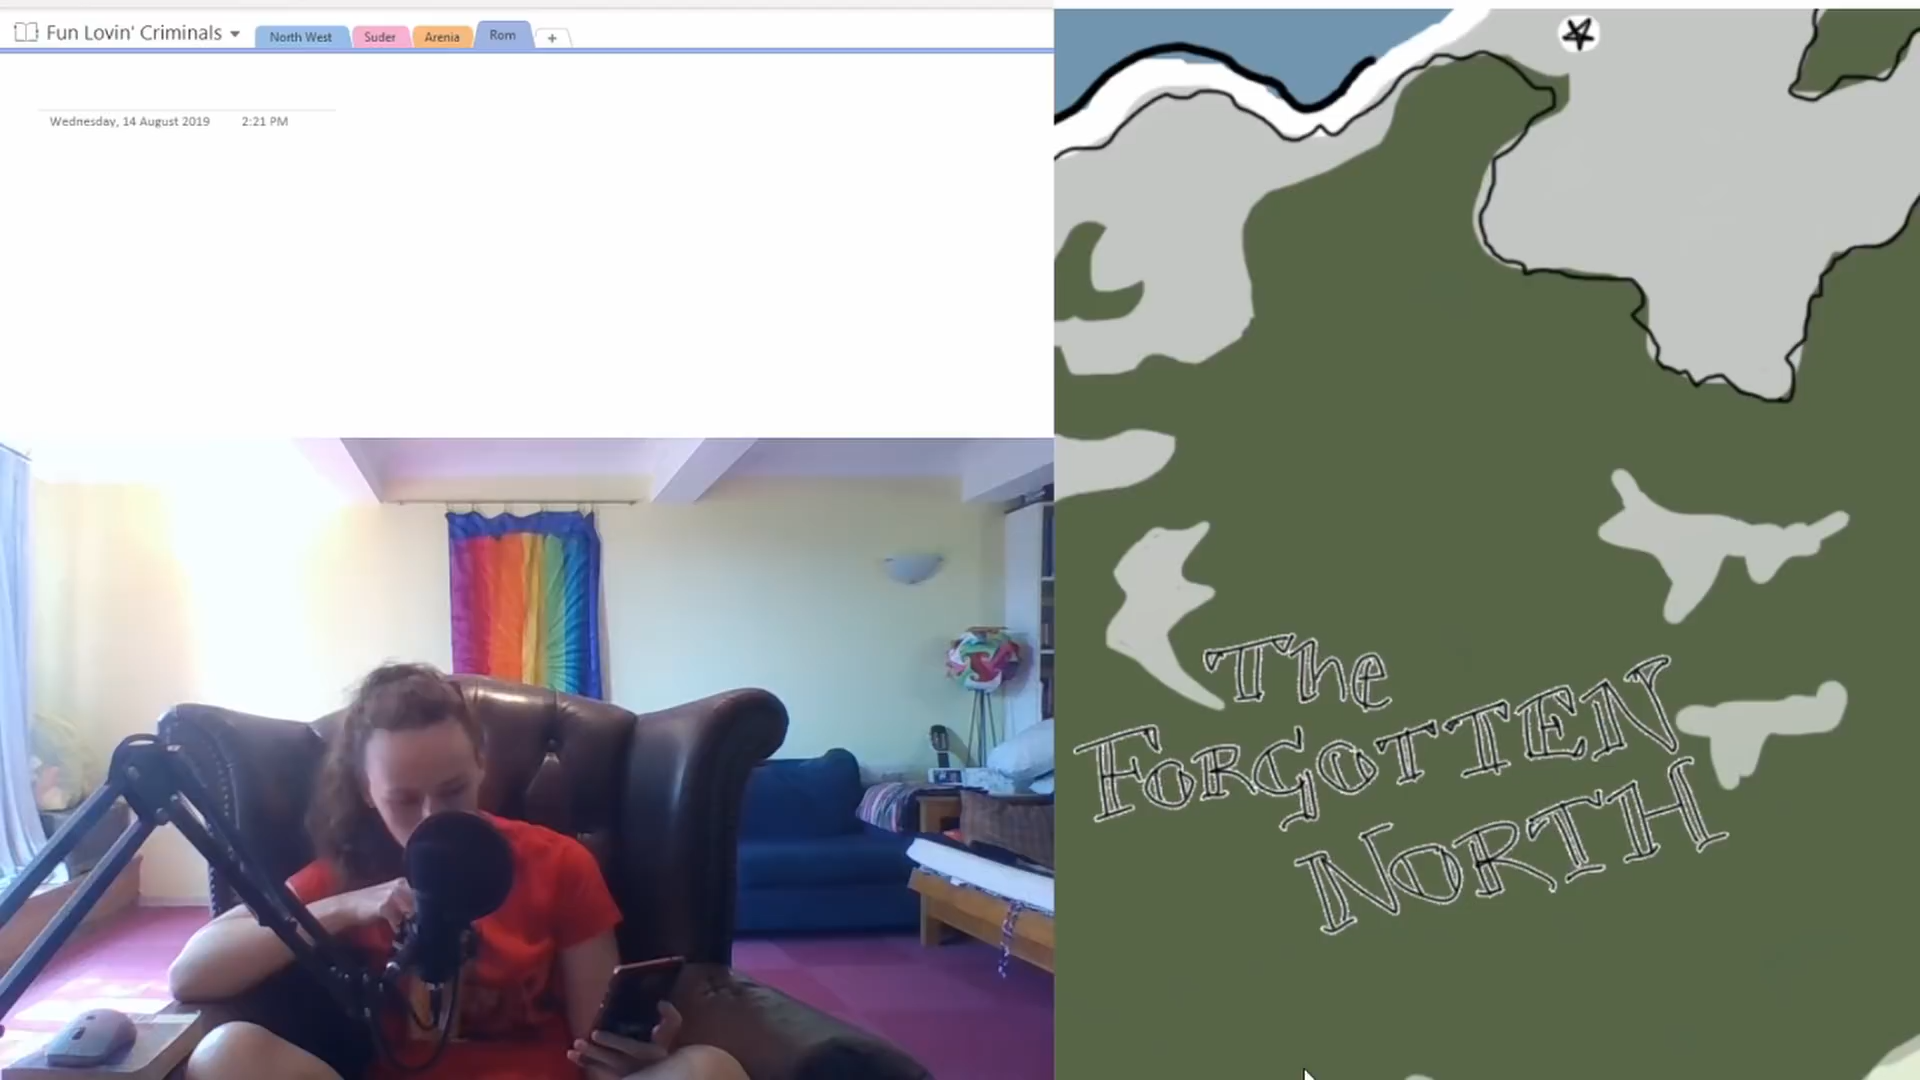 Fun Lovin' Criminals
North West
Suder
Arenia
Rom
Wednesday, 14 August 2019 2:21 PM
The
FORGOTTEN
NORTH